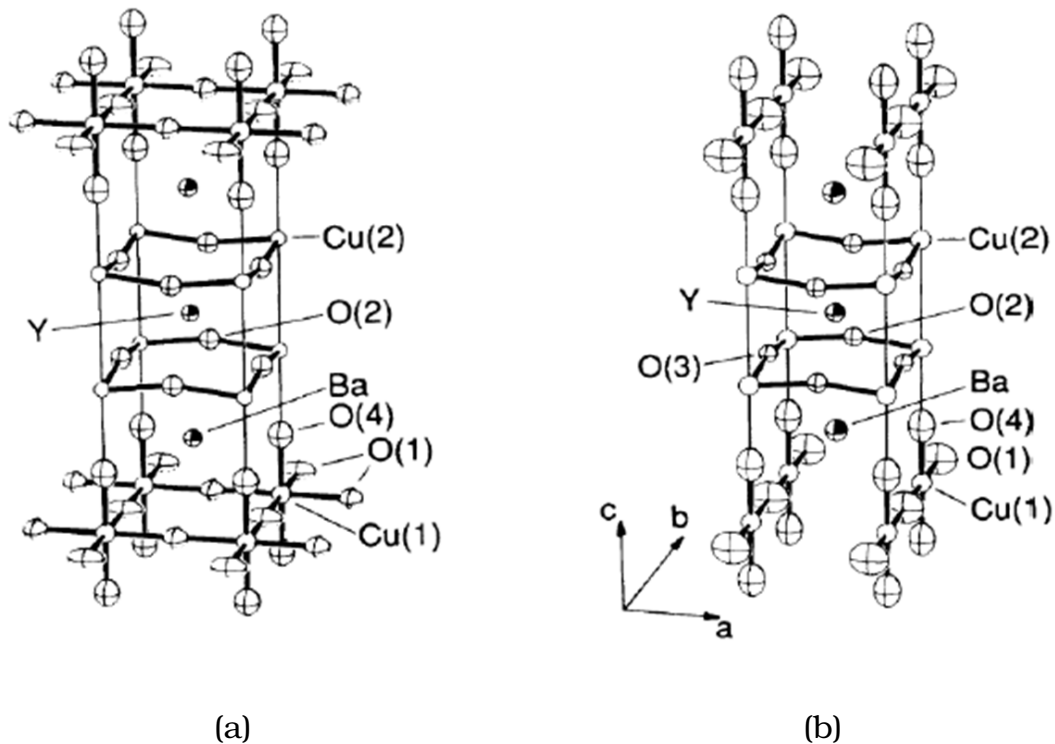 Cu(2)
Y
O(2)
Ba
O(4)
O(1)
Cu(1)
(a)
Cu(2)
Y
O(2)
O(3)
Ba
O(4)
O(1)
Cu(1)
c
b
a
(b)